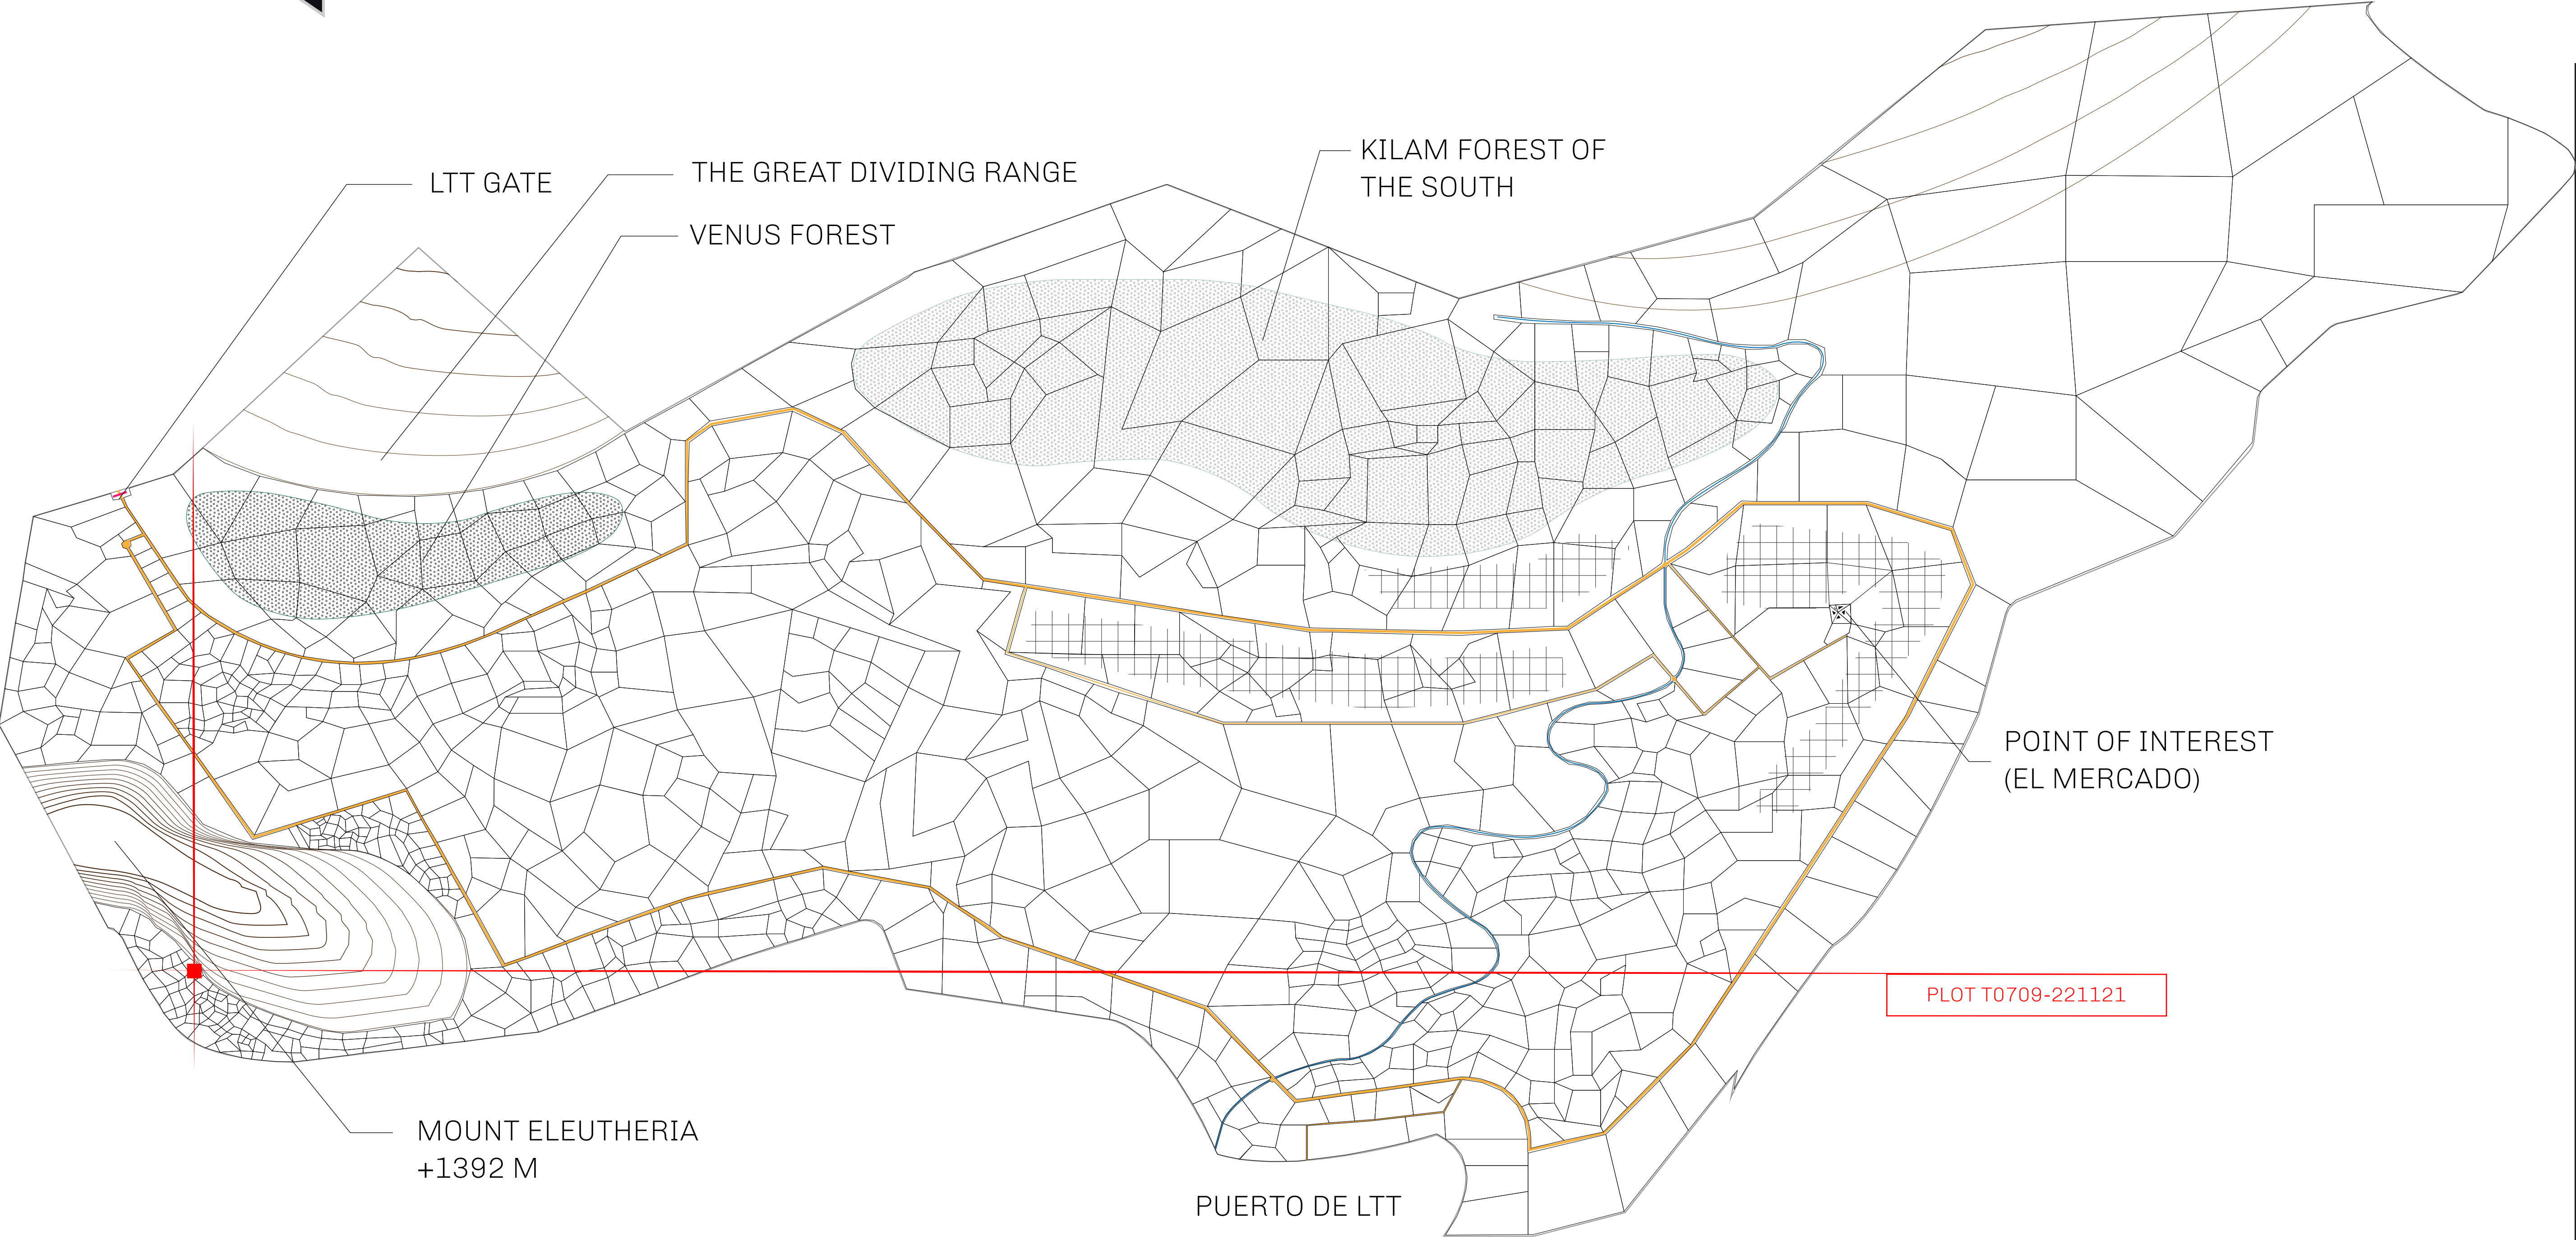 KILAM FOREST OF
THE SOUTH
THE GREAT DIVIDING RANGE
LTT GATE
VENUS FOREST
POINT OF INTEREST
(EL MERCADO)
PLOT T0709-221121
MOUNT ELEUTHERIA
+1392 M
PUERTO DE LTT